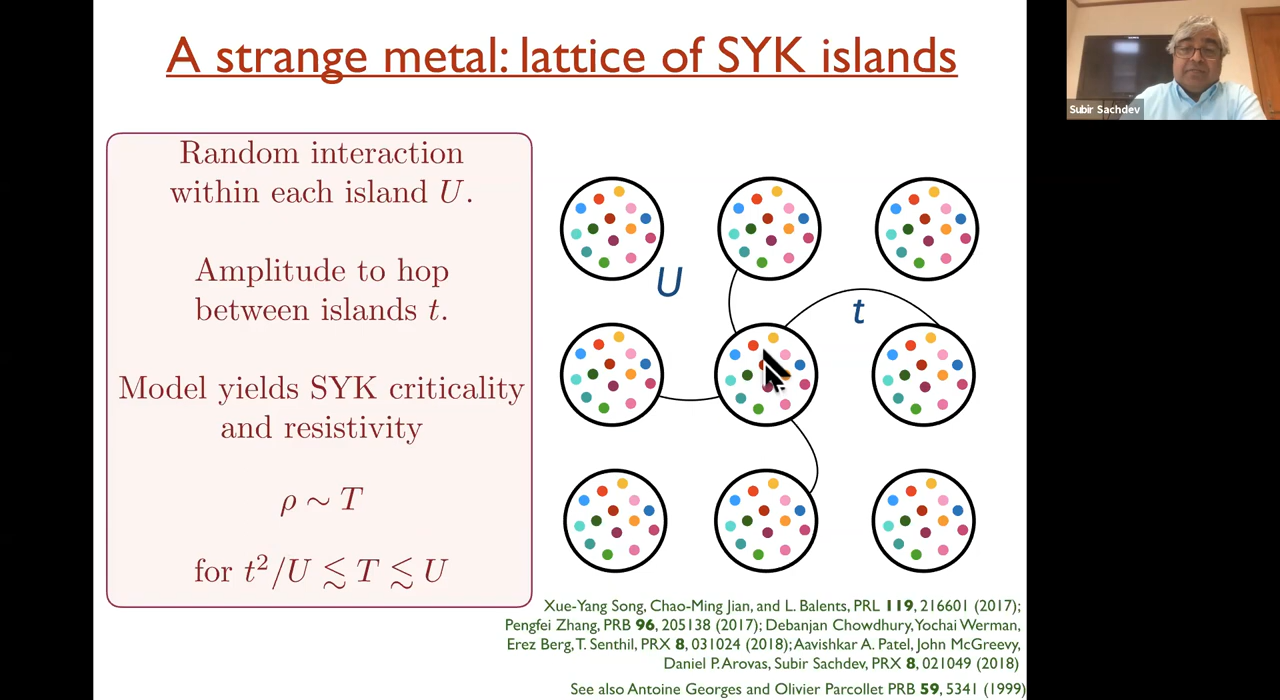 A strange metal: lattice of SYK islands
Subir Sachdev
Random interaction
within each island U.
Amplitude to hop
between islands t.
Model yields SYK criticality
and resistivity
ρ ∼ T
for t²/U ≲ T ≲ U
U
t
Xue-Yang Song, Chao-Ming Jian, and L. Balents, PRL 119, 216601 (2017);
Pengfei Zhang, PRB 96, 205138 (2017); Debanjan Chowdhury, Yochai Werman,
Erez Berg, T. Senthil, PRX 8, 031024 (2018); Aavishkar A. Patel, John McGreevy,
Daniel P. Arovas, Subir Sachdev, PRX 8, 021049 (2018)
See also Antoine Georges and Olivier Parcollet PRB 59, 5341 (1999)